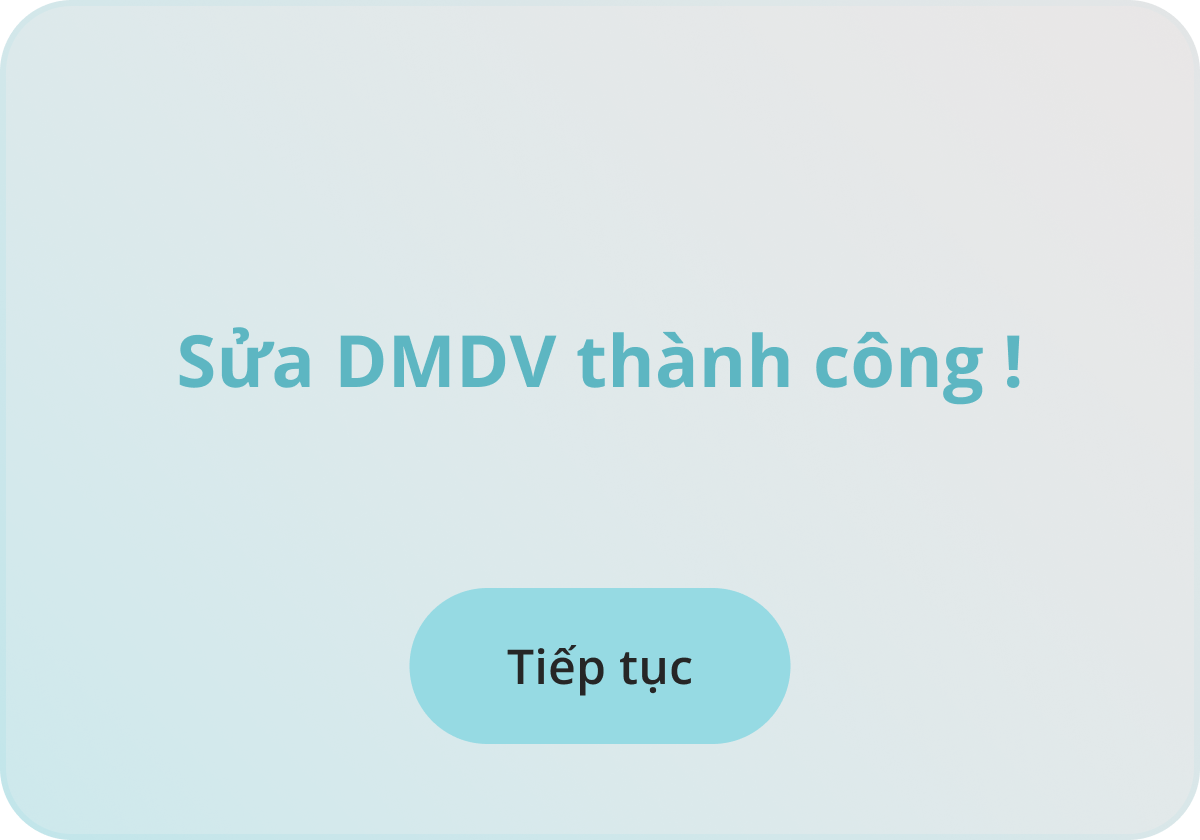 Sửa DMDV thành công !
Tiếp tục